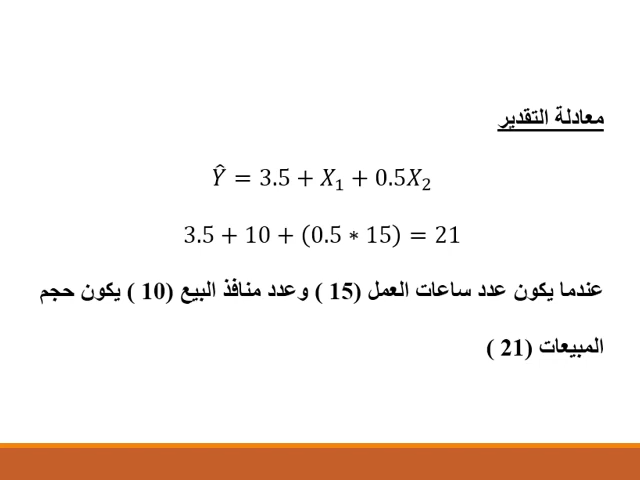 معادلة التقدير
Ŷ = 3.5 + X₁ + 0.5X₂
3.5 + 10 + (0.5 * 15) = 21
عندما يكون عدد ساعات العمل (15 ) وعدد منافذ البيع (10 ) يكون حجم
المبيعات (21 )